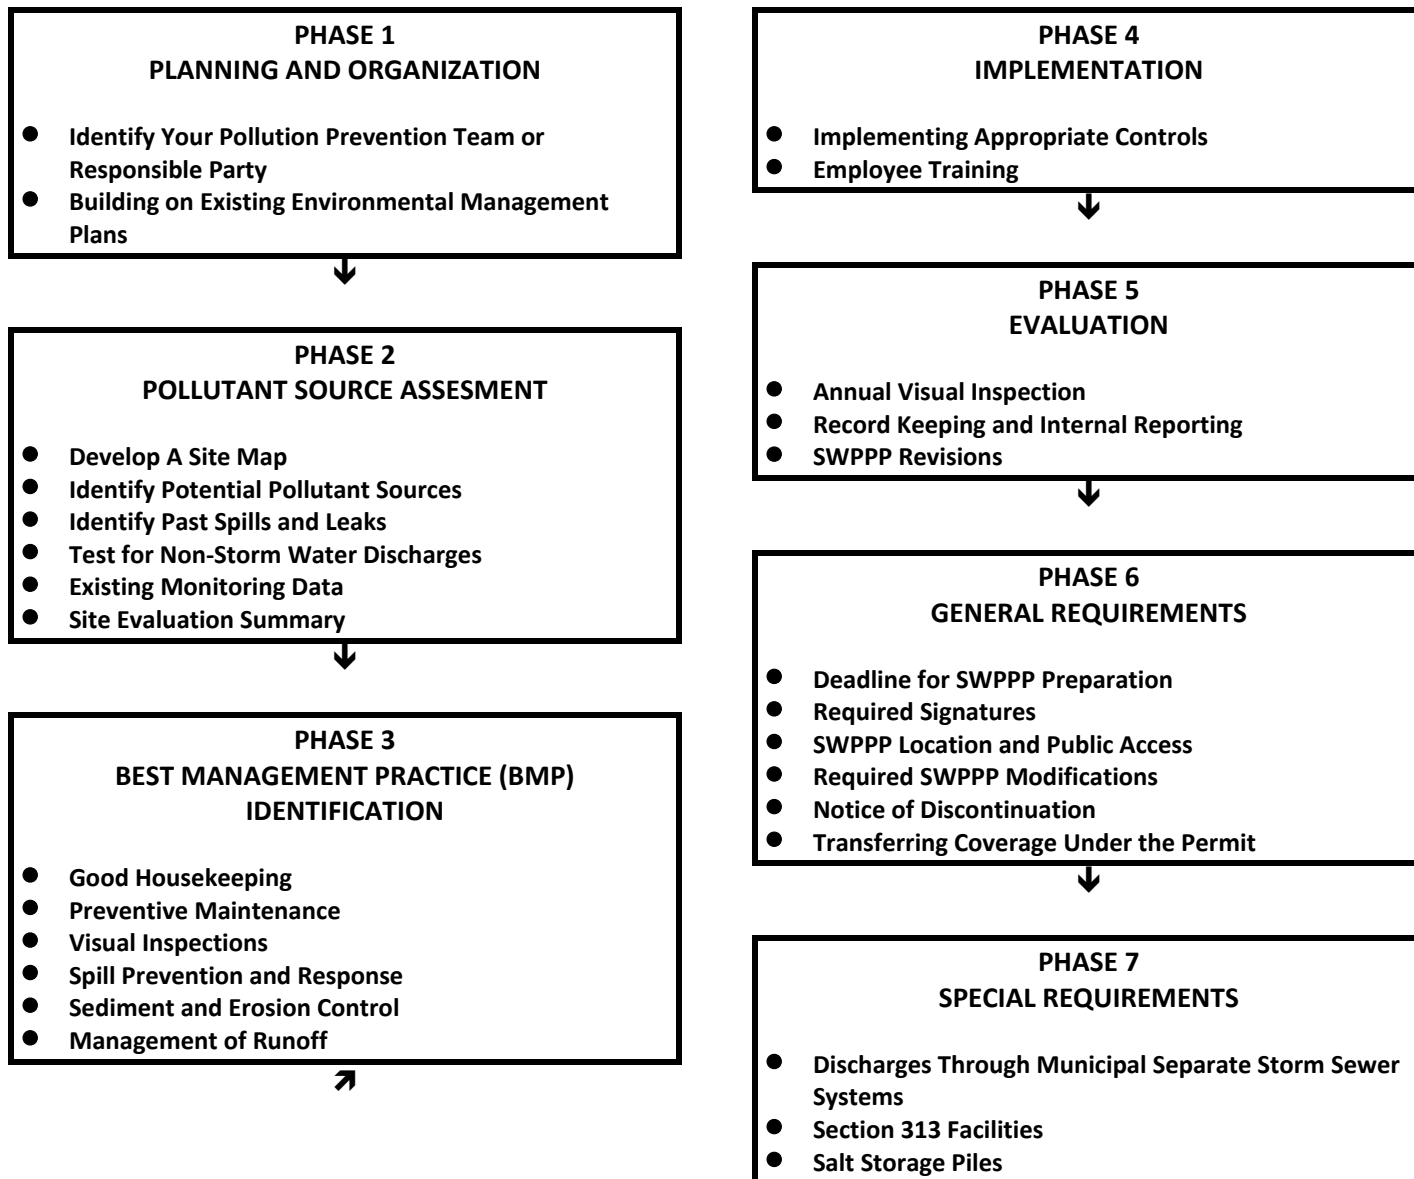 PHASE 1
PLANNING AND ORGANIZATION
● Identify Your Pollution Prevention Team or
Responsible Party
● Building on Existing Environmental Management
Plans
PHASE 2
POLLUTANT SOURCE ASSESMENT
● Develop A Site Map
● Identify Potential Pollutant Sources
● Identify Past Spills and Leaks
● Test for Non-Storm Water Discharges
● Existing Monitoring Data
● Site Evaluation Summary
PHASE 3
BEST MANAGEMENT PRACTICE (BMP)
IDENTIFICATION
● Good Housekeeping
● Preventive Maintenance
● Visual Inspections
● Spill Prevention and Response
● Sediment and Erosion Control
● Management of Runoff
PHASE 4
IMPLEMENTATION
● Implementing Appropriate Controls
● Employee Training
PHASE 5
EVALUATION
● Annual Visual Inspection
● Record Keeping and Internal Reporting
● SWPPP Revisions
PHASE 6
GENERAL REQUIREMENTS
● Deadline for SWPPP Preparation
● Required Signatures
● SWPPP Location and Public Access
● Required SWPPP Modifications
● Notice of Discontinuation
● Transferring Coverage Under the Permit
PHASE 7
SPECIAL REQUIREMENTS
● Discharges Through Municipal Separate Storm Sewer
Systems
● Section 313 Facilities
● Salt Storage Piles